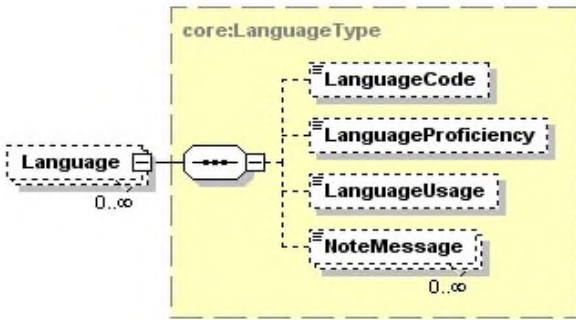 core:LanguageType
LanguageCode
LanguageProficiency
Language
0..∞
LanguageUsage
NoteMessage
0..∞